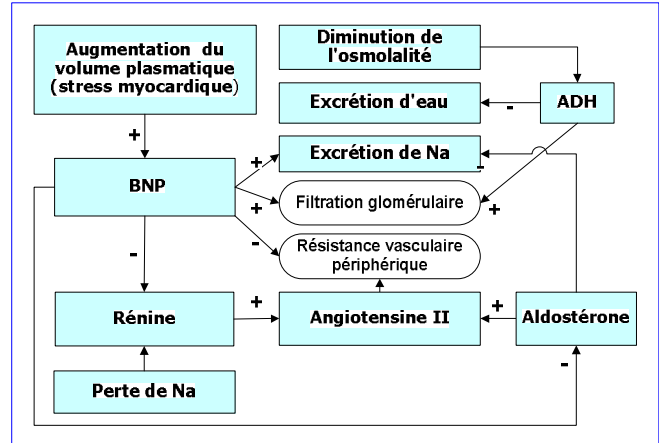 Augmentation du
volume plasmatique
(stress myocardique)
Diminution de
l'osmolalité
Excrétion d'eau
-
ADH
+
Excrétion de Na
+
-
BNP
Filtration glomérulaire
+
+
-
Résistance vasculaire
périphérique
-
Rénine
+
Angiotensine II
+
Aldostérone
-
Perte de Na